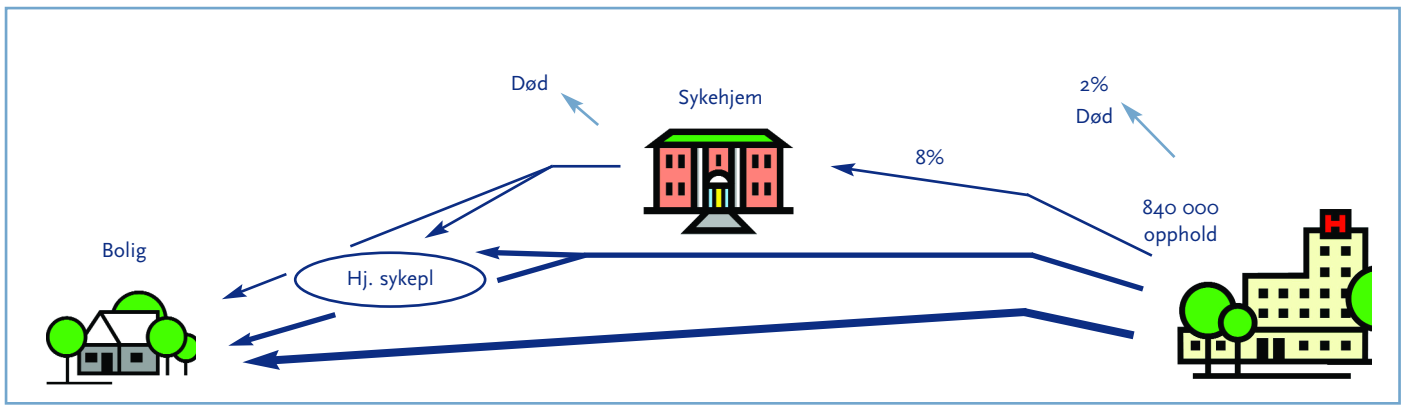 Død
Sykehjem
2%
Død
8%
840 000
opphold
H
Bolig
Hj. sykepl